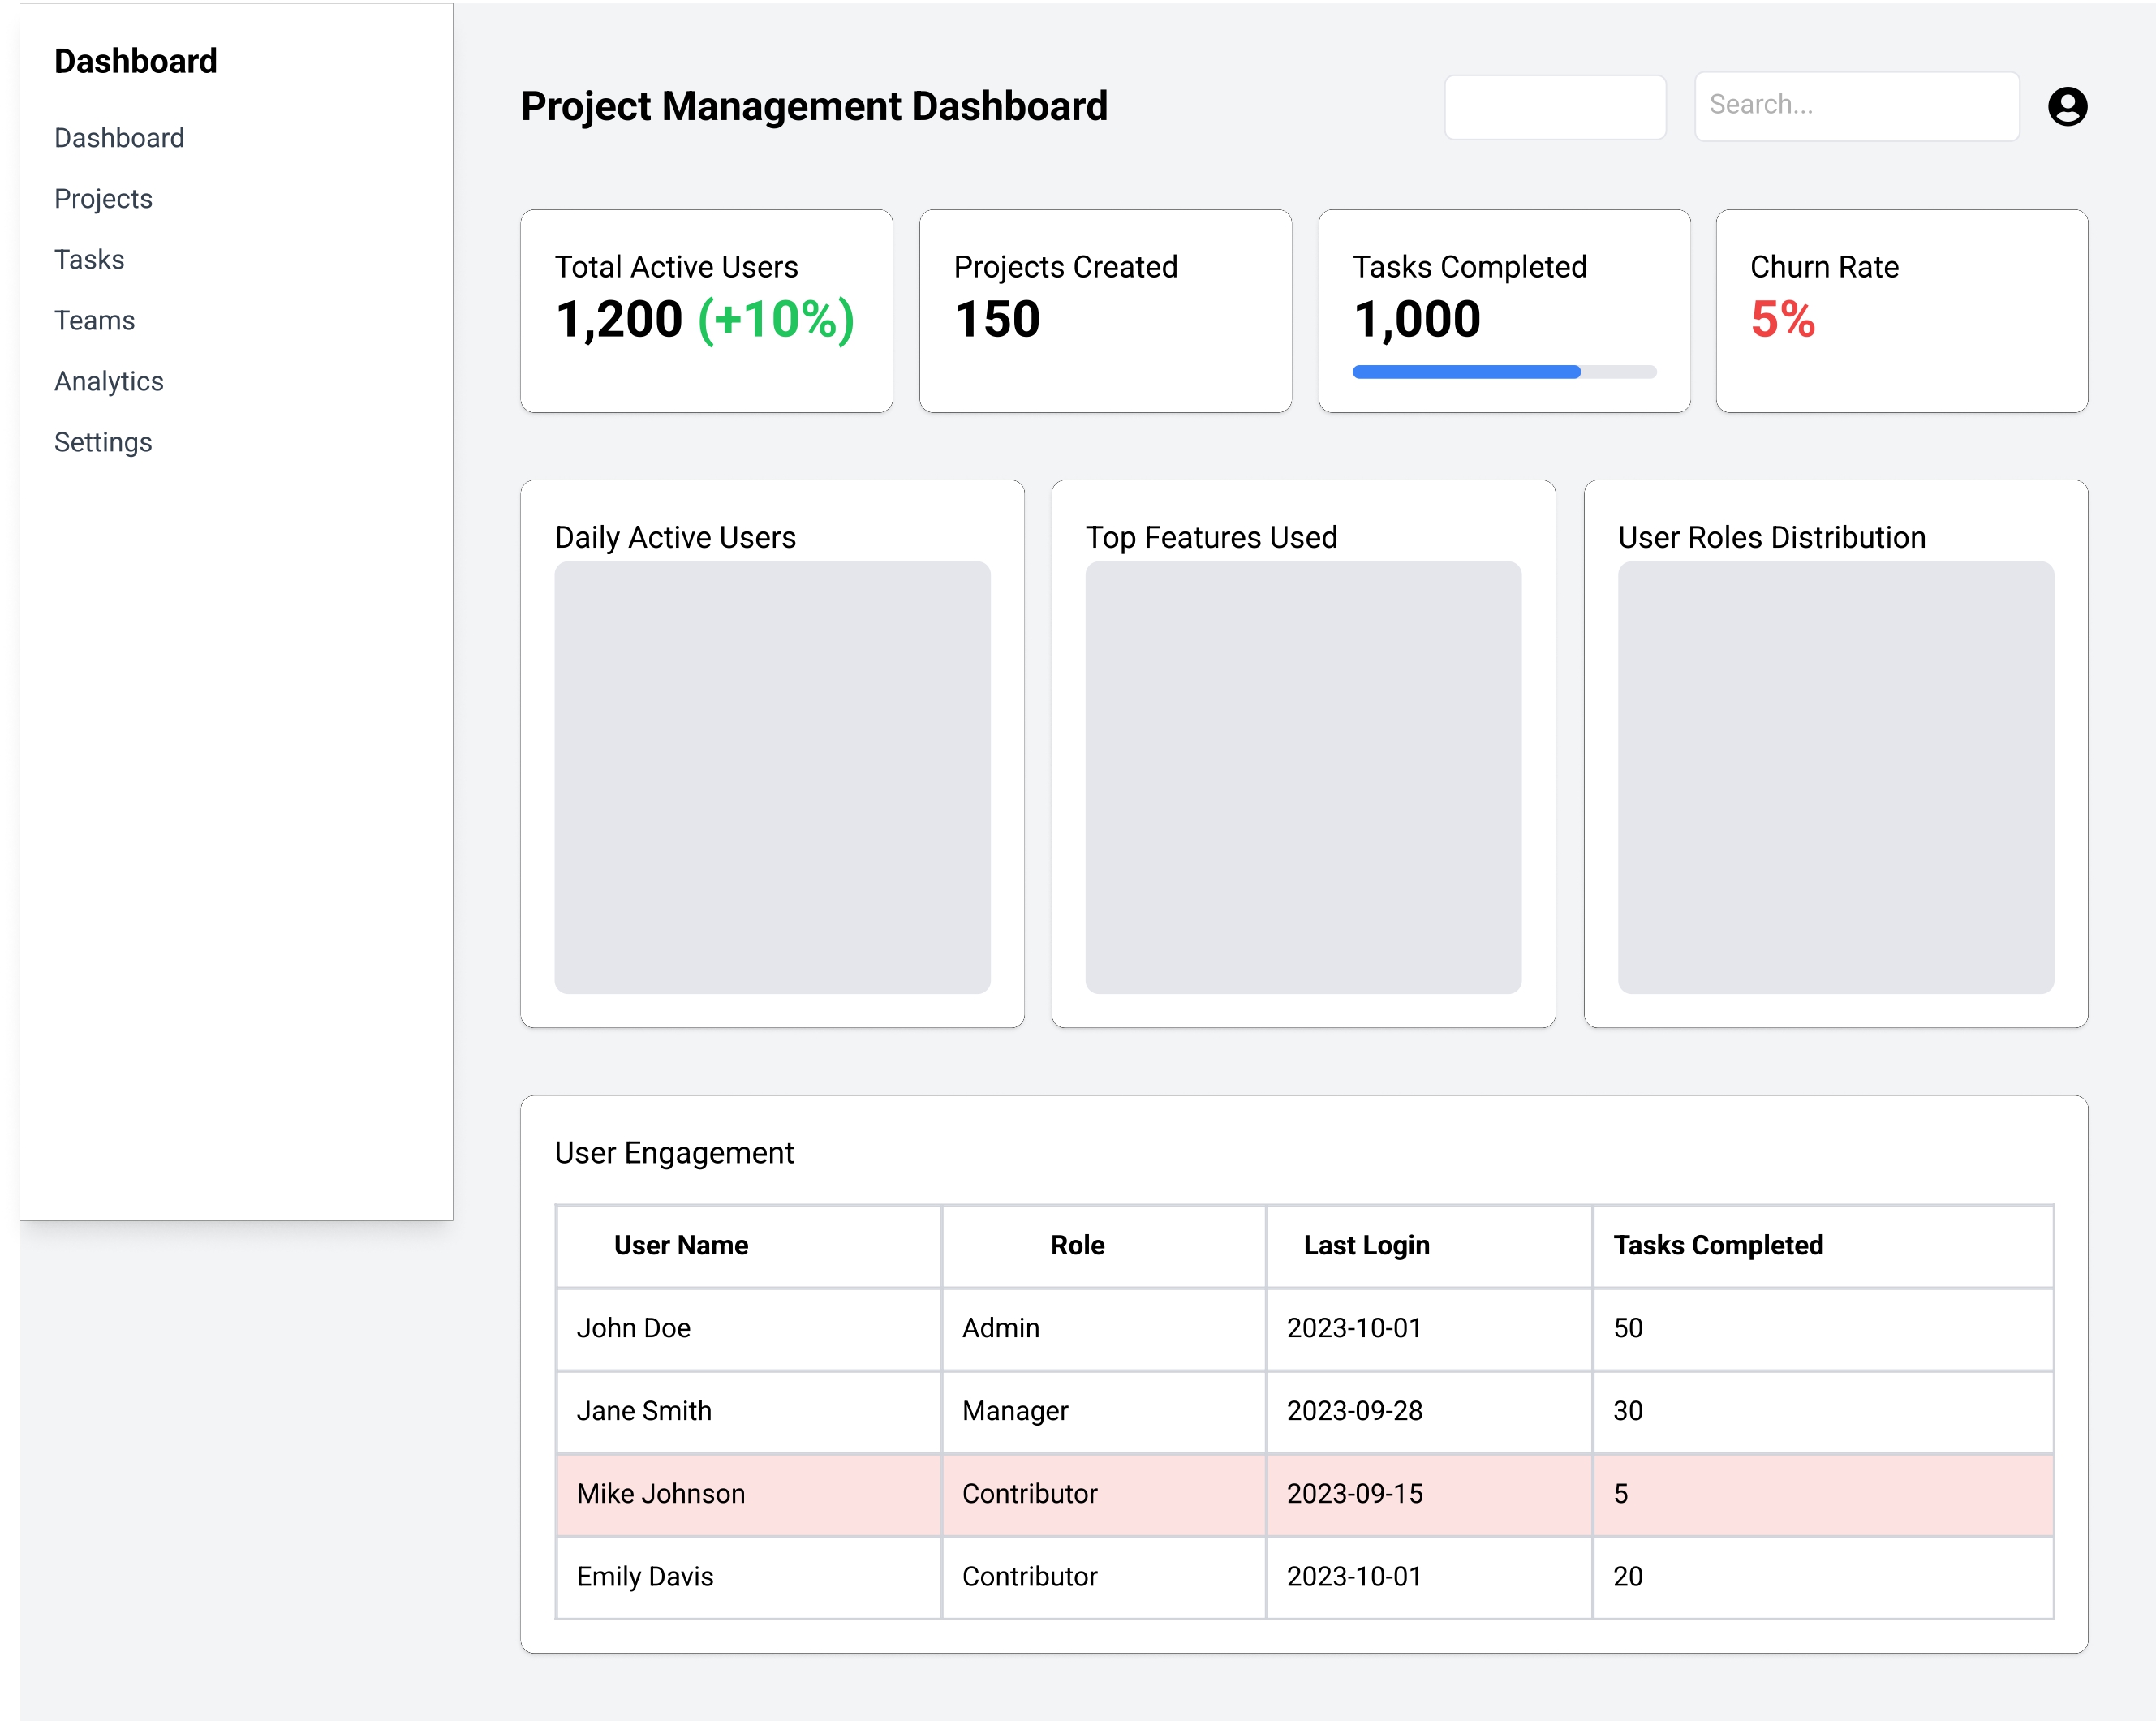 Dashboard
Dashboard
Projects
Tasks
Teams
Analytics
Settings
Project Management Dashboard
Search...
Total Active Users
1,200 (+10%)
Projects Created
150
Tasks Completed
1,000
Churn Rate
5%
Daily Active Users
Top Features Used
User Roles Distribution
User Engagement
User Name Role Last Login Tasks Completed
John Doe Admin 2023-10-01 50
Jane Smith Manager 2023-09-28 30
Mike Johnson Contributor 2023-09-15 5
Emily Davis Contributor 2023-10-01 20